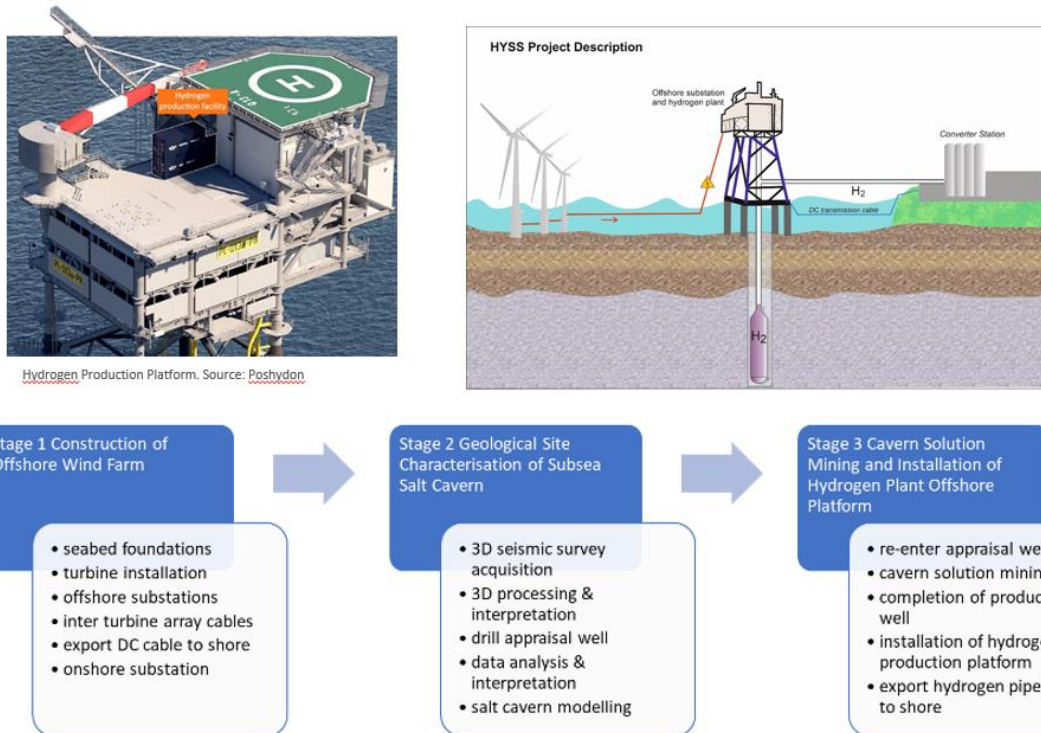 Hydrogen
production facility
H
Hydrogen Production Platform. Source: Poshydon
HYSS Project Description
Offshore substation
and hydrogen plant
Converter Station
H₂
DC transmission cable
H₂
tage 1 Construction of
ffshore Wind Farm
• seabed foundations
• turbine installation
• offshore substations
• inter turbine array cables
• export DC cable to shore
• onshore substation
Stage 2 Geological Site
Characterisation of Subsea
Salt Cavern
• 3D seismic survey
acquisition
• 3D processing &
interpretation
• drill appraisal well
• data analysis &
interpretation
• salt cavern modelling
Stage 3 Cavern Solution
Mining and Installation of
Hydrogen Plant Offshore
Platform
• re-enter appraisal we
• cavern solution minin
• completion of produc
well
• installation of hydroge
production platform
• export hydrogen pipe
to shore